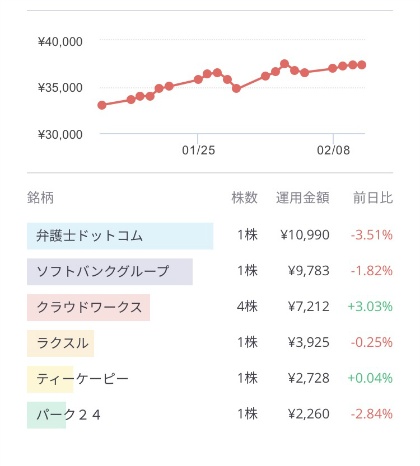 ¥40,000
¥35,000
¥30,000
01/25 02/08
銘柄 株数 運用金額 前日比
弁護士ドットコム 1株 ¥10,990 -3.51%
ソフトバンクグループ 1株 ¥9,783 -1.82%
クラウドワークス 4株 ¥7,212 +3.03%
ラクスル 1株 ¥3,925 -0.25%
ティーケーピー 1株 ¥2,728 +0.04%
パーク２４ 1株 ¥2,260 -2.84%